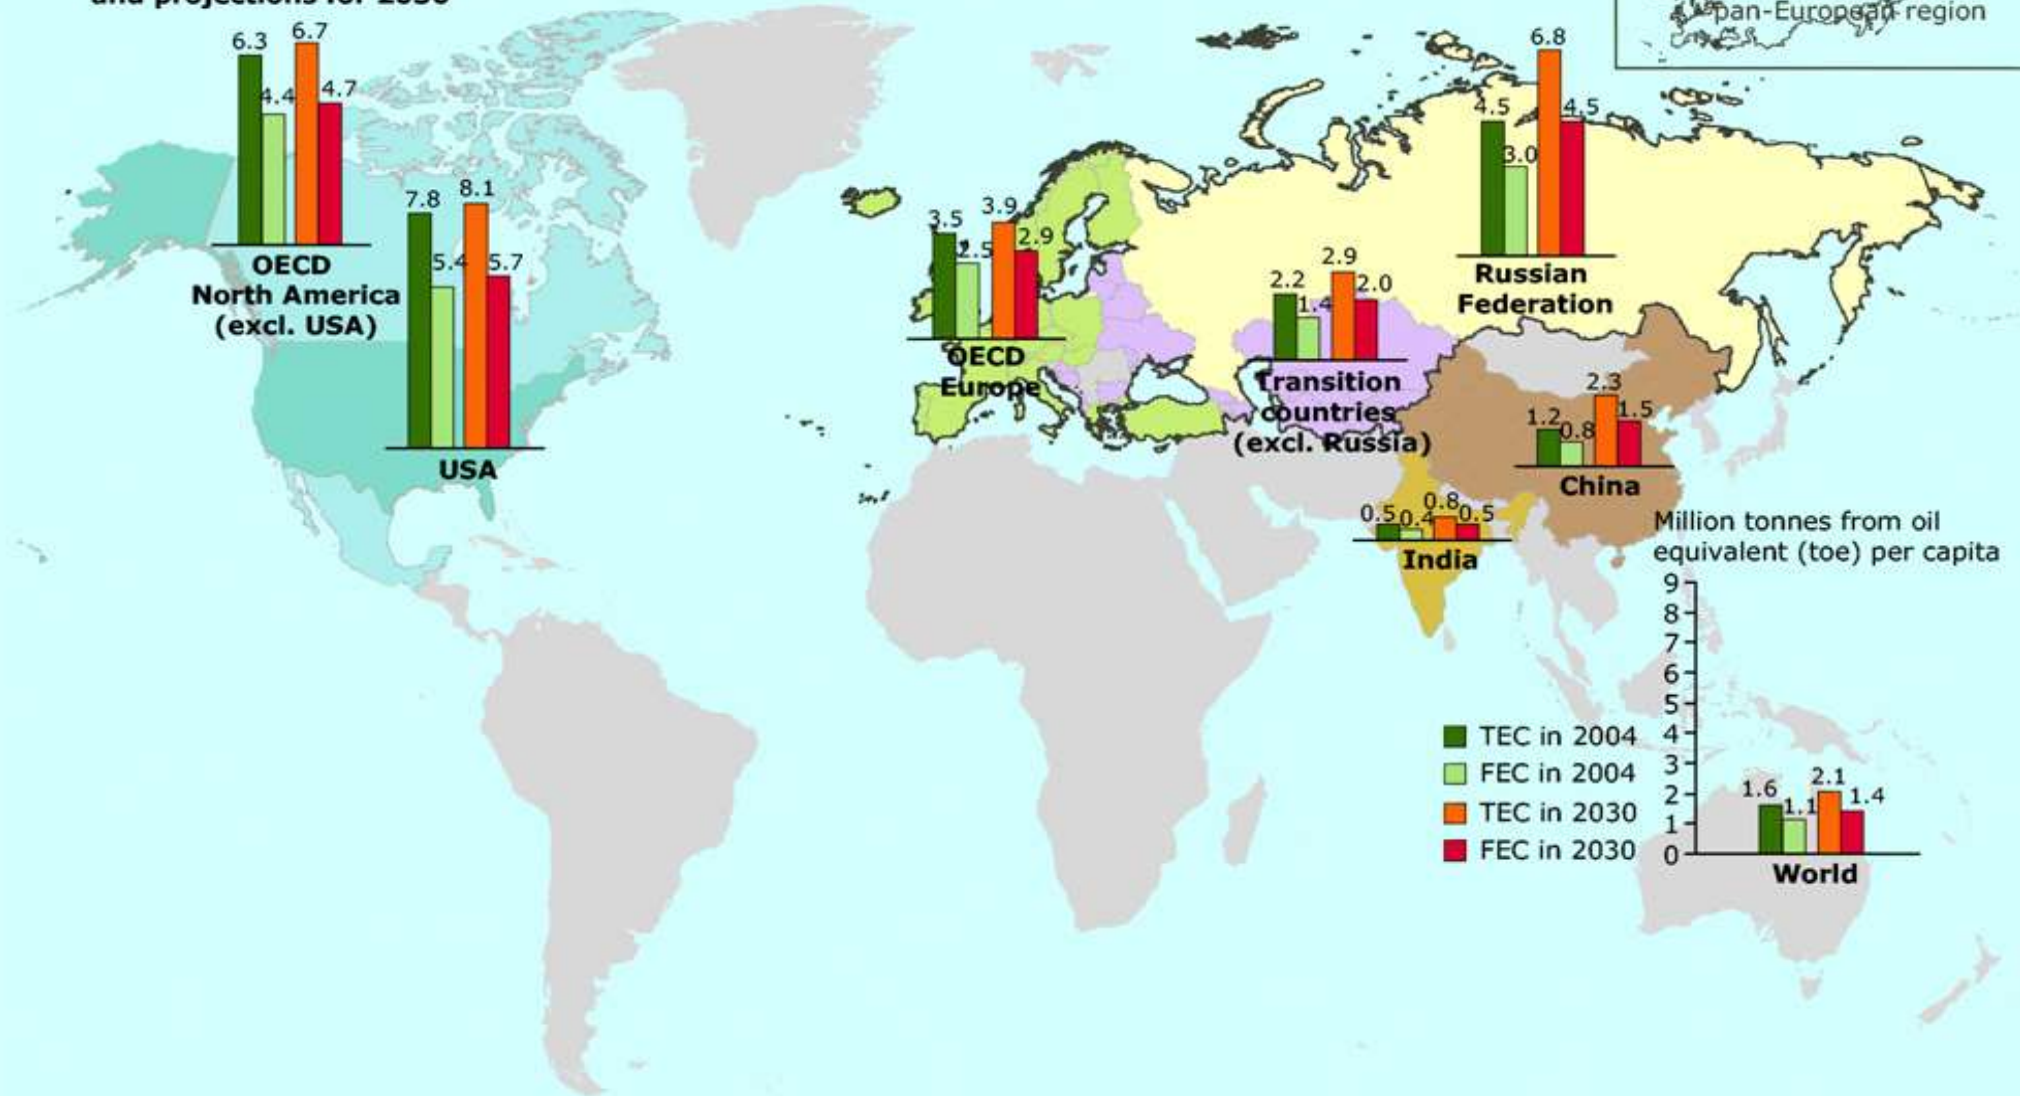 and projections for 2030
pan-European region
6.3
4.4
6.7
4.7
OECD
North America
(excl. USA)
7.8
5.4
8.1
5.7
USA
3.5
2.5
3.9
2.9
OECD
Europe
2.2
1.4
2.9
2.0
Transition
countries
(excl. Russia)
4.5
3.0
6.8
4.5
Russian
Federation
1.2
0.8
2.3
1.5
China
0.5
0.4
0.8
0.5
India
Million tonnes from oil
equivalent (toe) per capita
9
8
7
6
5
4
3
2
1
0
TEC in 2004
FEC in 2004
TEC in 2030
FEC in 2030
1.6
1.1
2.1
1.4
World